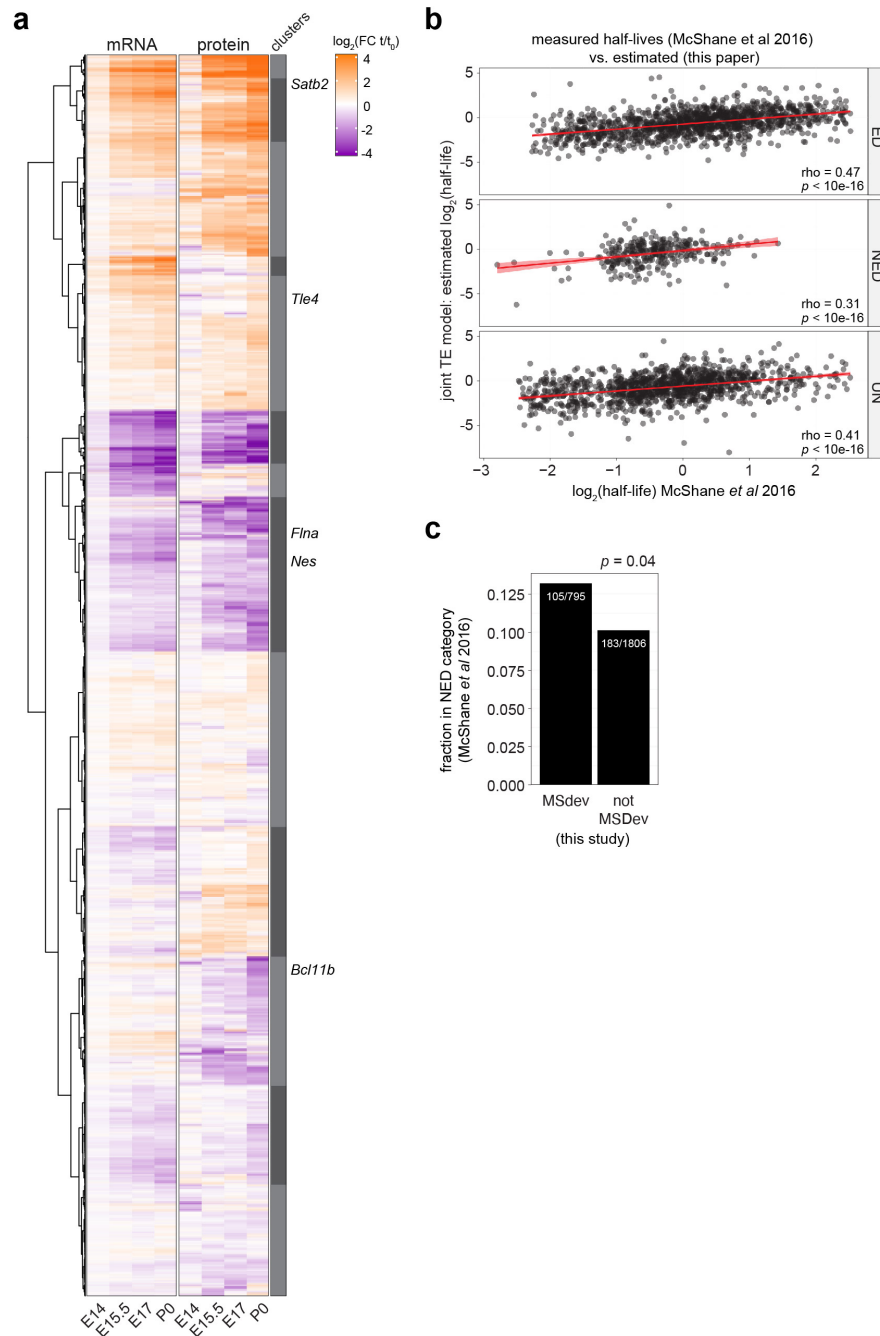 a
mRNA
protein
clusters
log2(FC t/t0)
4
2
0
-2
-4
Satb2
Tle4
Flna
Nes
Bcl11b
E14
E15.5
E17
P0
E14
E15.5
E17
P0
b
measured half-lives (McShane et al 2016)
vs. estimated (this paper)
joint TE model: estimated log2(half-life)
5
0
-5
rho = 0.47
p < 10e-16
ED
5
0
-5
rho = 0.31
p < 10e-16
NED
5
0
-5
rho = 0.41
p < 10e-16
UN
−3
−2
−1
0
1
2
log2(half-life) McShane et al 2016
c
p = 0.04
fraction in NED category
(McShane et al 2016)
0.125
0.100
0.075
0.050
0.025
0.000
105/795
183/1806
MSdev
not
MSDev
(this study)